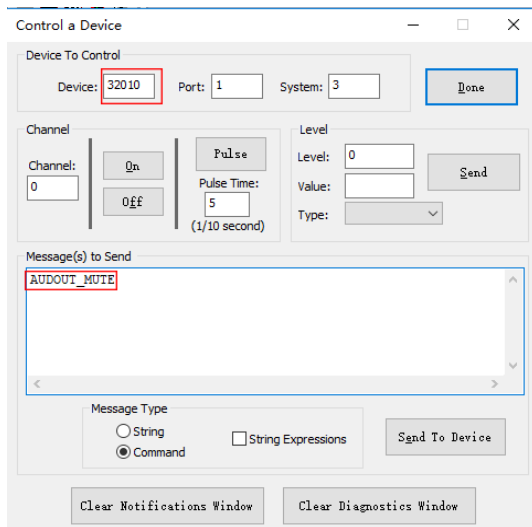 Control a Device
Device To Control
Device: 32010 Port: 1 System: 3 Done
Channel
Channel:
0
On
Off
Pulse
Pulse Time:
5
(1/10 second)
Level
Level: 0
Value:
Type:
Send
Message(s) to Send
AUDOUT_MUTE
Message Type
String
Command
String Expressions
Send To Device
Clear Notifications Window Clear Diagnostics Window